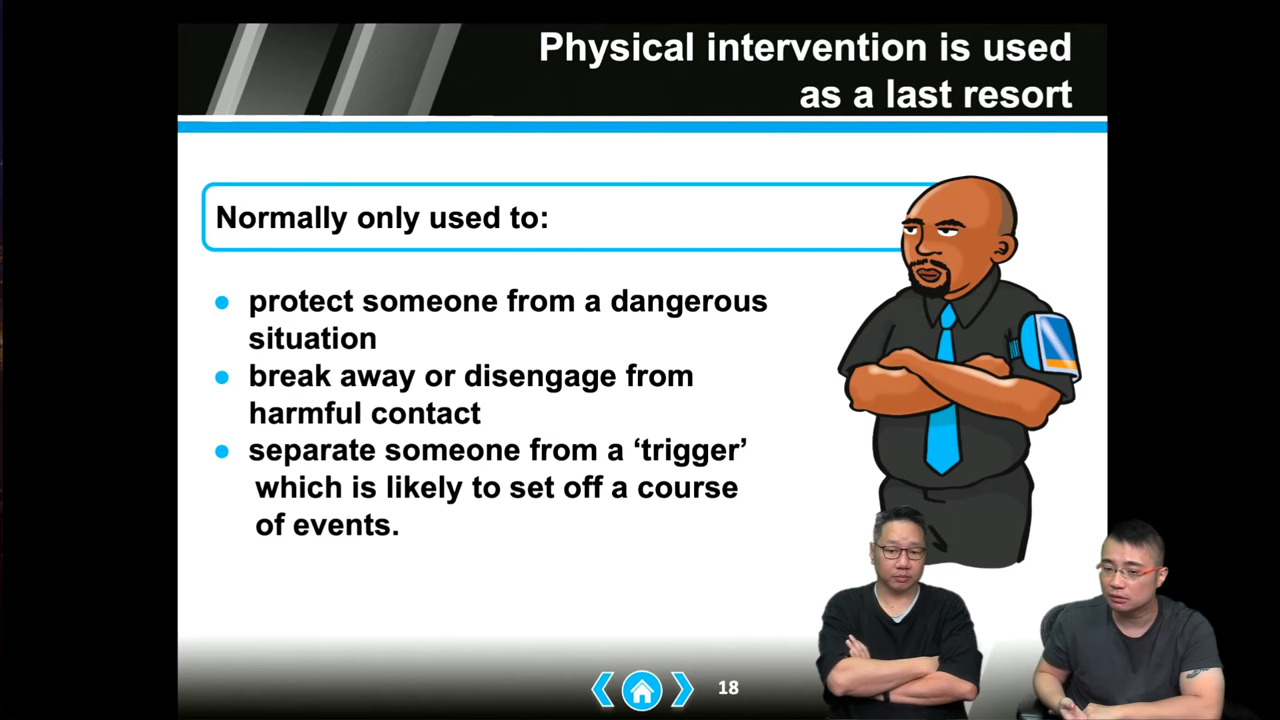 Physical intervention is used
as a last resort
Normally only used to:
● protect someone from a dangerous
situation
● break away or disengage from
harmful contact
● separate someone from a ‘trigger’
which is likely to set off a course
of events.
18